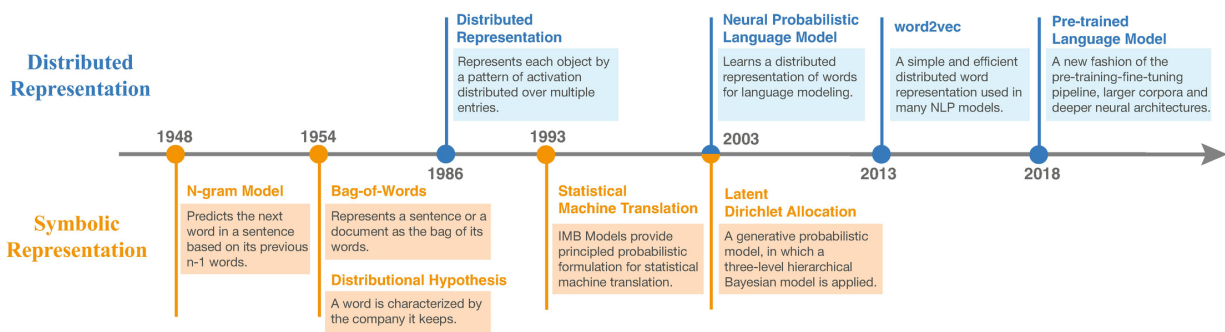 Distributed
Representation
Distributed
Representation
Represents each object by
a pattern of activation
distributed over multiple
entries.
Neural Probabilistic
Language Model
Learns a distributed
representation of words
for language modeling.
word2vec
A simple and efficient
distributed word
representation used in
many NLP models.
Pre-trained
Language Model
A new fashion of the
pre-training-fine-tuning
pipeline, larger corpora and
deeper neural architectures.
1948
1954
1986
1993
2003
2013
2018
Symbolic
Representation
N-gram Model
Predicts the next
word in a sentence
based on its previous
n-1 words.
Bag-of-Words
Represents a sentence or a
document as the bag of its
words.
Distributional Hypothesis
A word is characterized by
the company it keeps.
Statistical
Machine Translation
IMB Models provide
principled probabilistic
formulation for statistical
machine translation.
Latent
Dirichlet Allocation
A generative probabilistic
model, in which a
three-level hierarchical
Bayesian model is applied.